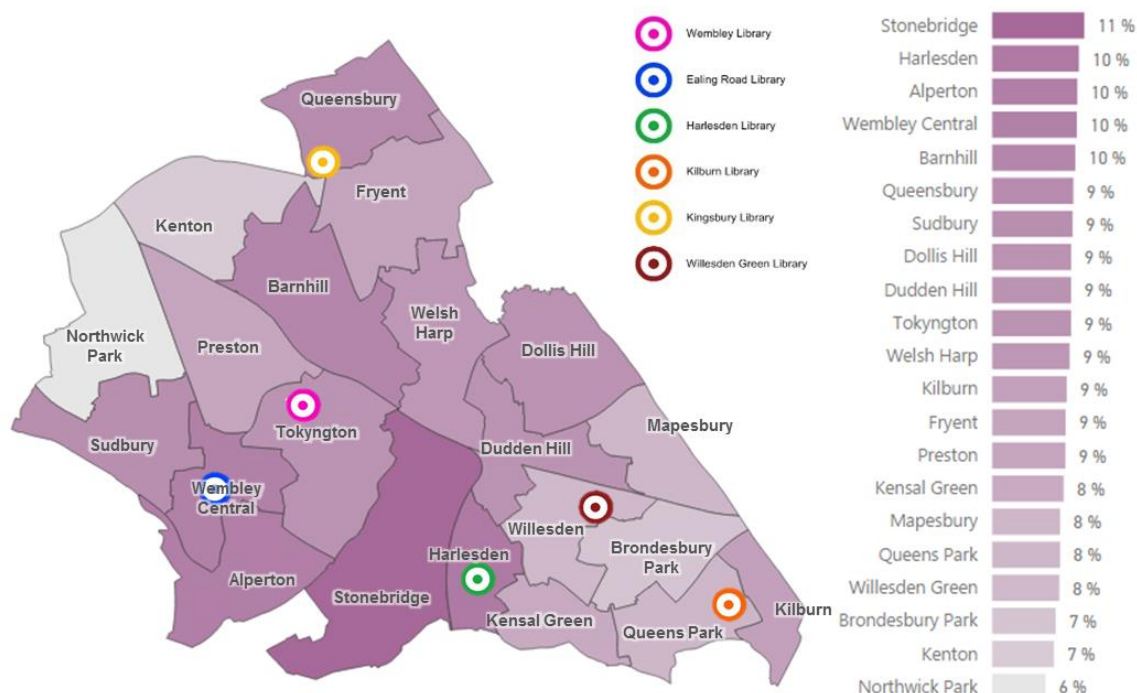 Wembley Library
Ealing Road Library
Harlesden Library
Kilburn Library
Kingsbury Library
Willesden Green Library
Queensbury
Fryent
Kenton
Barnhill
Northwick
Park
Preston
Welsh
Harp
Dollis Hill
Sudbury
Tokyngton
Mapesbury
Dudden Hill
Wembley
Central
Willesden
Brondesbury
Park
Harlesden
Alperton
Stonebridge
Kensal Green
Queens Park
Kilburn
Stonebridge 11 %
Harlesden 10 %
Alperton 10 %
Wembley Central 10 %
Barnhill 10 %
Queensbury 9 %
Sudbury 9 %
Dollis Hill 9 %
Dudden Hill 9 %
Tokyngton 9 %
Welsh Harp 9 %
Kilburn 9 %
Fryent 9 %
Preston 9 %
Kensal Green 8 %
Mapesbury 8 %
Queens Park 8 %
Willesden Green 8 %
Brondesbury Park 7 %
Kenton 7 %
Northwick Park 6 %